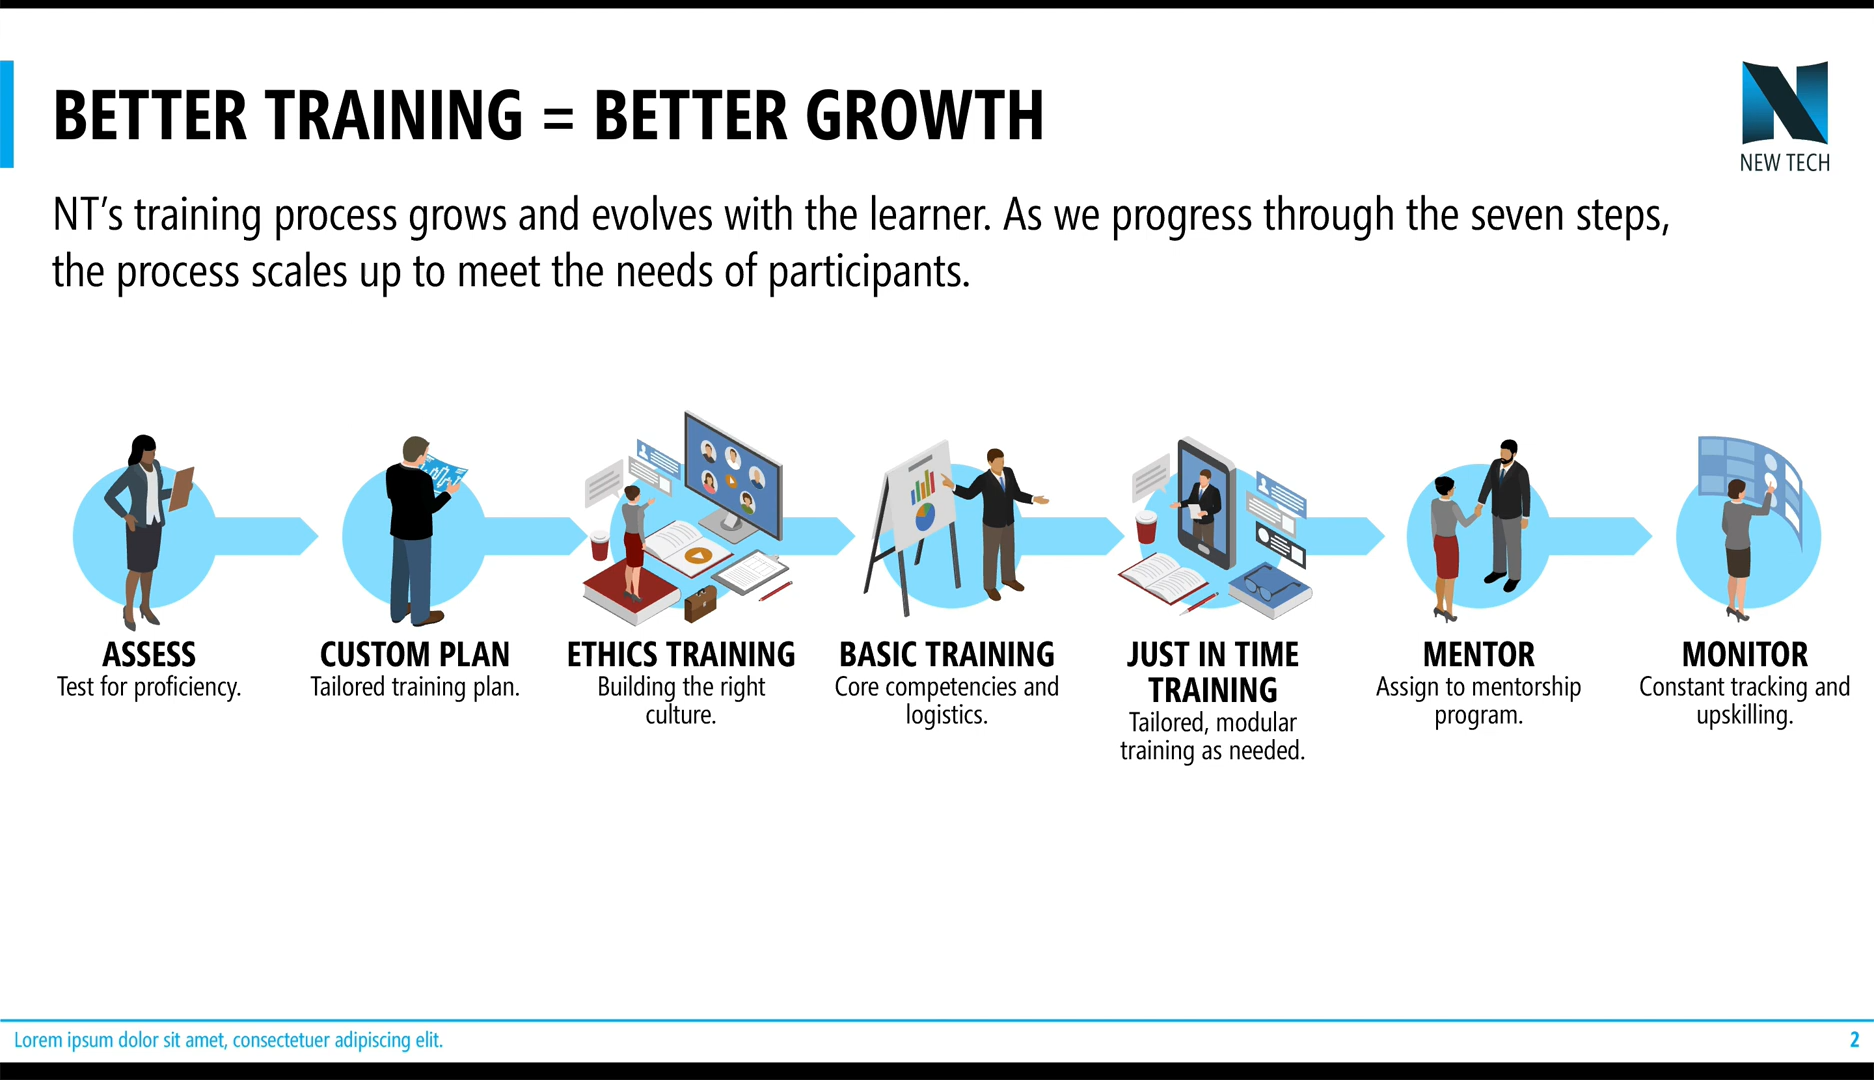 BETTER TRAINING = BETTER GROWTH
NEW TECH
NT's training process grows and evolves with the learner. As we progress through the seven steps,
the process scales up to meet the needs of participants.
ASSESS
Test for proficiency.
CUSTOM PLAN
Tailored training plan.
ETHICS TRAINING
Building the right
culture.
BASIC TRAINING
Core competencies and
logistics.
JUST IN TIME
TRAINING
Tailored, modular
training as needed.
MENTOR
Assign to mentorship
program.
MONITOR
Constant tracking and
upskilling.
Lorem ipsum dolor sit amet, consectetuer adipiscing elit.
2